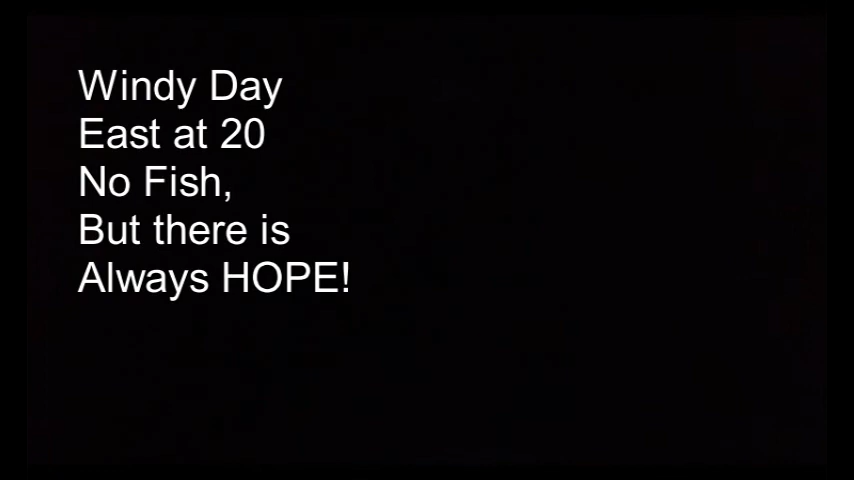 Windy Day
East at 20
No Fish,
But there is
Always HOPE!